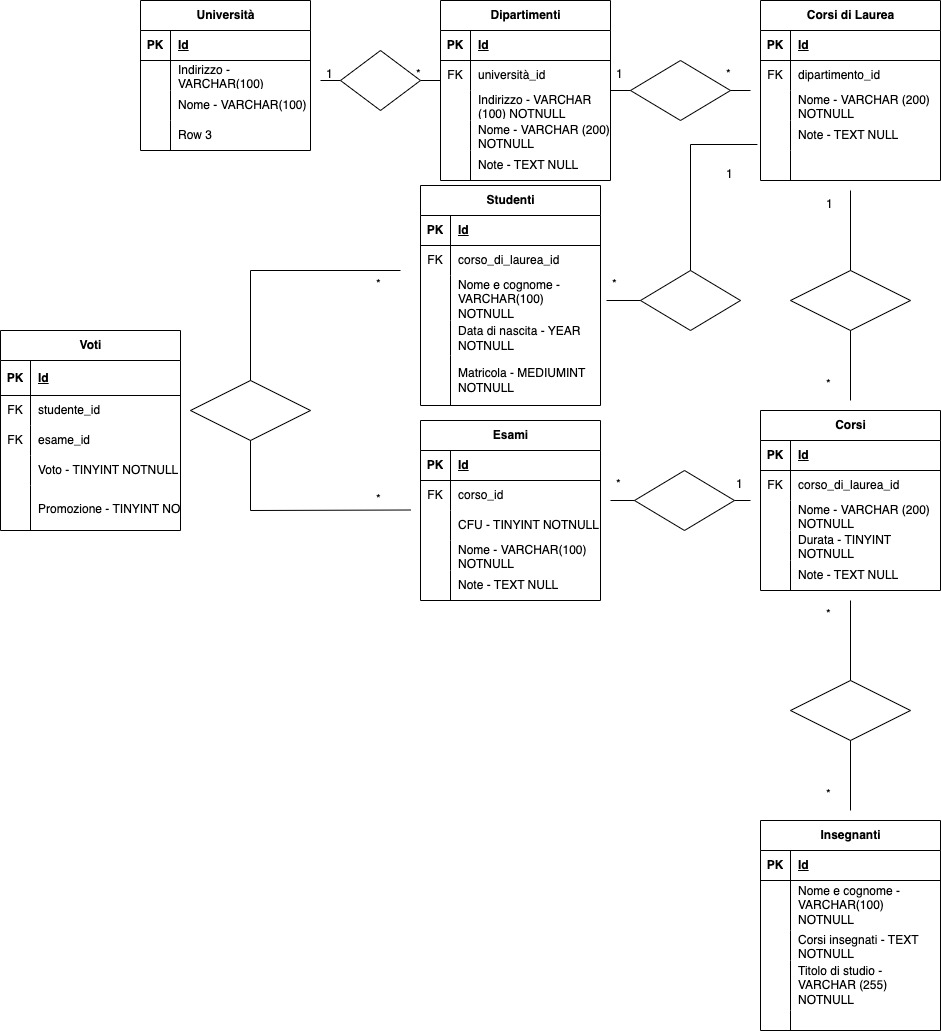 Università
PK Id
Indirizzo -
VARCHAR(100)
Nome - VARCHAR(100)
Row 3
1
*
Dipartimenti
PK Id
FK università_id
Indirizzo - VARCHAR
(100) NOTNULL
Nome - VARCHAR (200)
NOTNULL
Note - TEXT NULL
1
*
Corsi di Laurea
PK Id
FK dipartimento_id
Nome - VARCHAR (200)
NOTNULL
Note - TEXT NULL
1
1
Studenti
PK Id
FK corso_di_laurea_id
Nome e cognome -
VARCHAR(100)
NOTNULL
Data di nascita - YEAR
NOTNULL
Matricola - MEDIUMINT
NOTNULL
*
*
*
Voti
PK Id
FK studente_id
FK esame_id
Voto - TINYINT NOTNULL
Promozione - TINYINT NO
*
Esami
PK Id
FK corso_id
CFU - TINYINT NOTNULL
Nome - VARCHAR(100)
NOTNULL
Note - TEXT NULL
*
1
Corsi
PK Id
FK corso_di_laurea_id
Nome - VARCHAR (200)
NOTNULL
Durata - TINYINT
NOTNULL
Note - TEXT NULL
*
*
Insegnanti
PK Id
Nome e cognome -
VARCHAR(100)
NOTNULL
Corsi insegnati - TEXT
NOTNULL
Titolo di studio -
VARCHAR (255)
NOTNULL